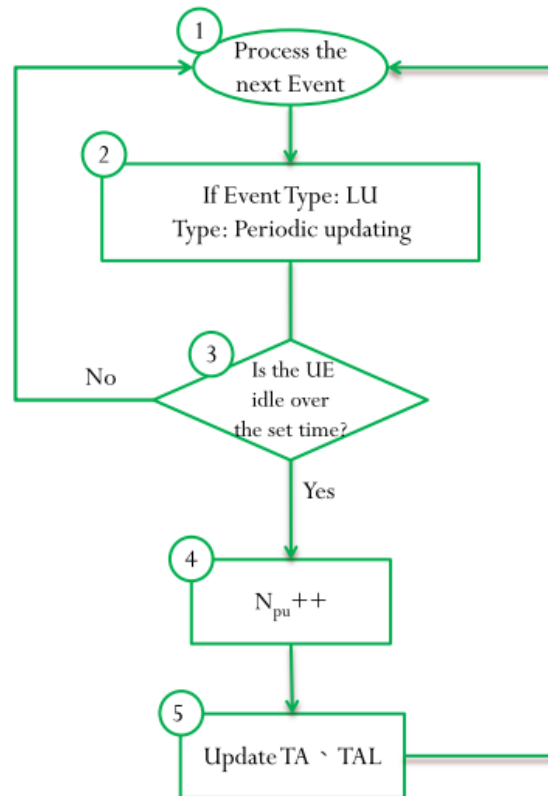 1
Process the
next Event
2
If Event Type: LU
Type: Periodic updating
3
Is the UE
idle over
the set time?
No
Yes
4
N_pu++
5
Update TA、TAL